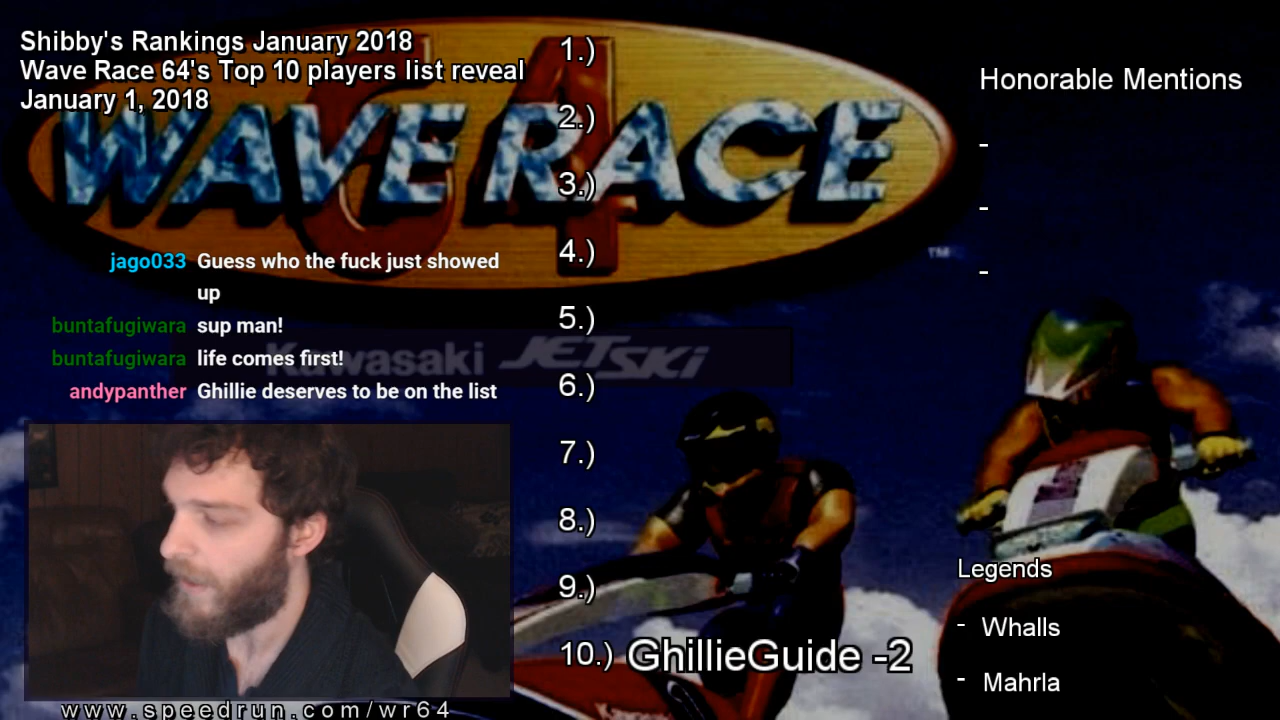 Shibby's Rankings January 2018
Wave Race 64's Top 10 players list reveal
January 1, 2018
WAVE RACE
64
TM
Kawasaki JET SKi
jago033 Guess who the fuck just showed
up
buntafugiwara sup man!
buntafugiwara life comes first!
andypanther Ghillie deserves to be on the list
www.speedrun.com/wr64
1.)
2.)
3.)
4.)
5.)
6.)
7.)
8.)
9.)
10.) GhillieGuide -2
Honorable Mentions
-
-
-
Legends
- Whalls
- Mahrla